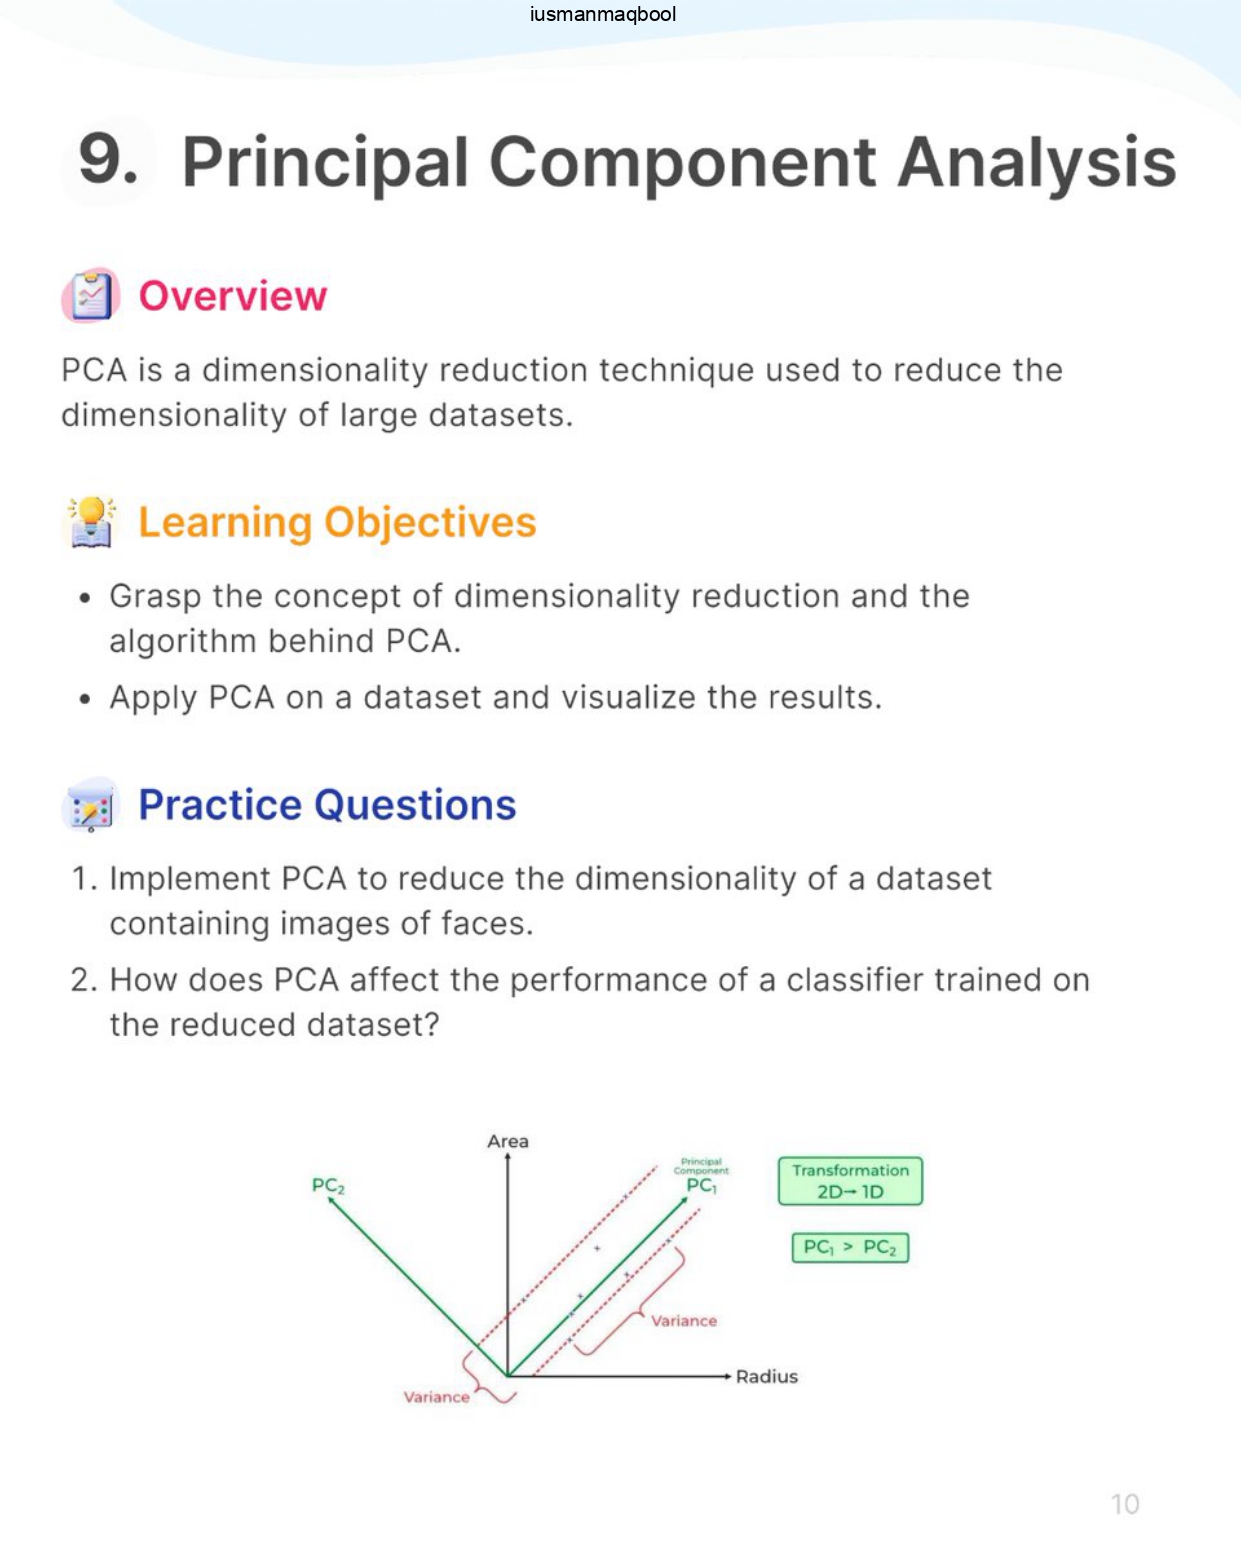 iusmanmaqbool
9. Principal Component Analysis
Overview
PCA is a dimensionality reduction technique used to reduce the
dimensionality of large datasets.
Learning Objectives
• Grasp the concept of dimensionality reduction and the
algorithm behind PCA.
• Apply PCA on a dataset and visualize the results.
Practice Questions
1. Implement PCA to reduce the dimensionality of a dataset
containing images of faces.
2. How does PCA affect the performance of a classifier trained on
the reduced dataset?
Area
PC₂
Principal
Component
PC₁
Transformation
2D→ 1D
PC₁ > PC₂
Variance
Radius
Variance
10